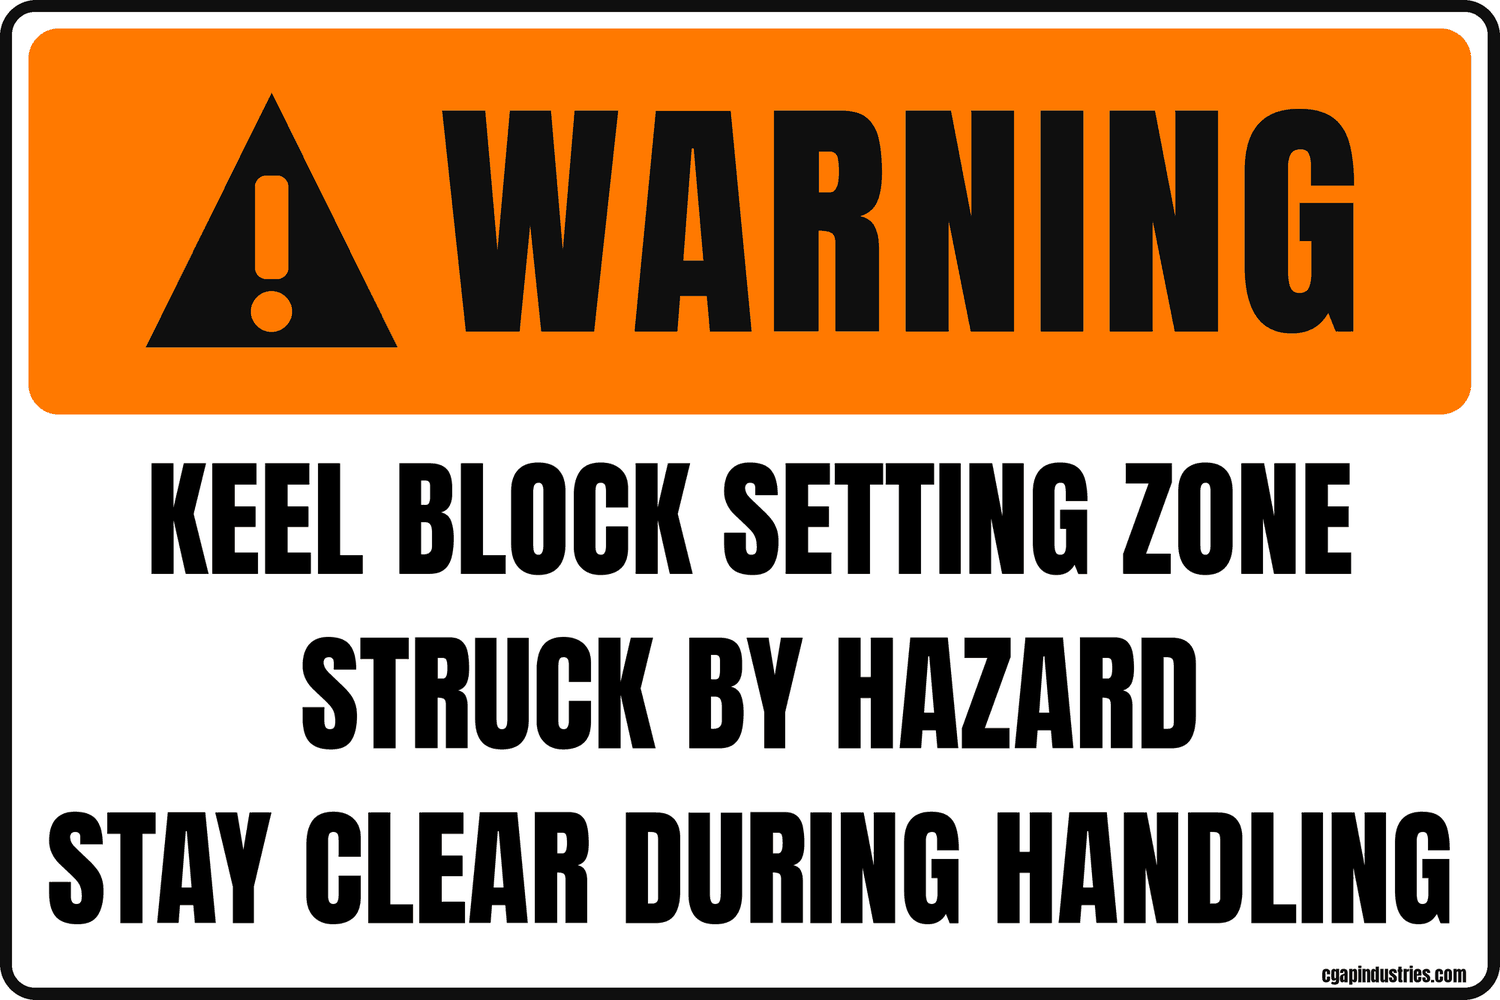 WARNING
KEEL BLOCK SETTING ZONE
STRUCK BY HAZARD
STAY CLEAR DURING HANDLING
cgapindustries.com